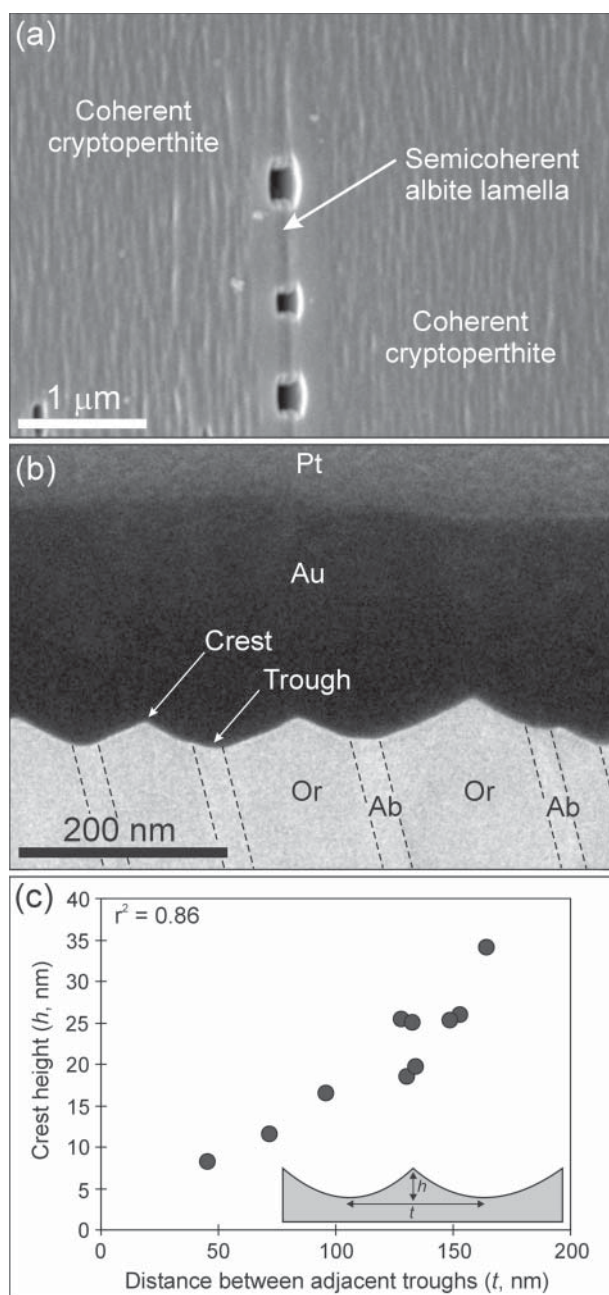 (a)
Coherent
cryptoperthite
Semicoherent
albite lamella
Coherent
cryptoperthite
1 μm
(b)
Pt
Au
Crest
Trough
Or
Ab
Or
Ab
200 nm
(c)
r² = 0.86
40
35
30
25
20
15
10
5
0
Crest height (h, nm)
h
t
0 50 100 150 200
Distance between adjacent troughs (t, nm)